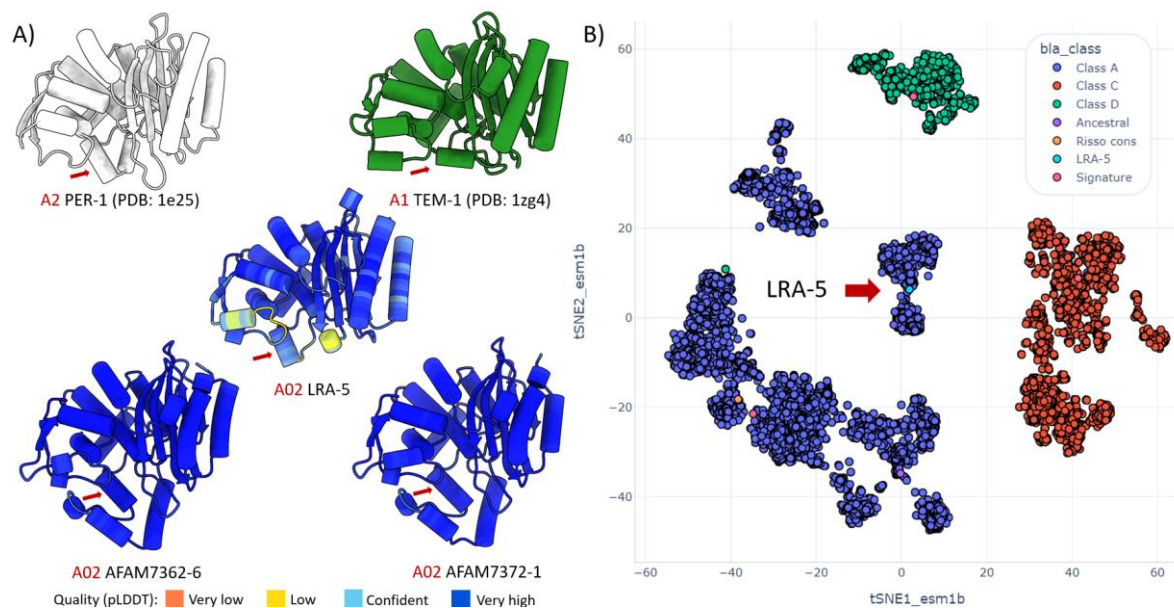 A)
A2 PER-1 (PDB: 1e25)
A1 TEM-1 (PDB: 1zg4)
A02 LRA-5
A02 AFAM7362-6
A02 AFAM7372-1
Quality (pLDDT): Very low Low Confident Very high
B)
bla_class
Class A
Class C
Class D
Ancestral
Risso cons
LRA-5
Signature
LRA-5
tSNE2_esm1b
60
40
20
0
−20
−40
−60 −40 −20 0 20 40 60
tSNE1_esm1b